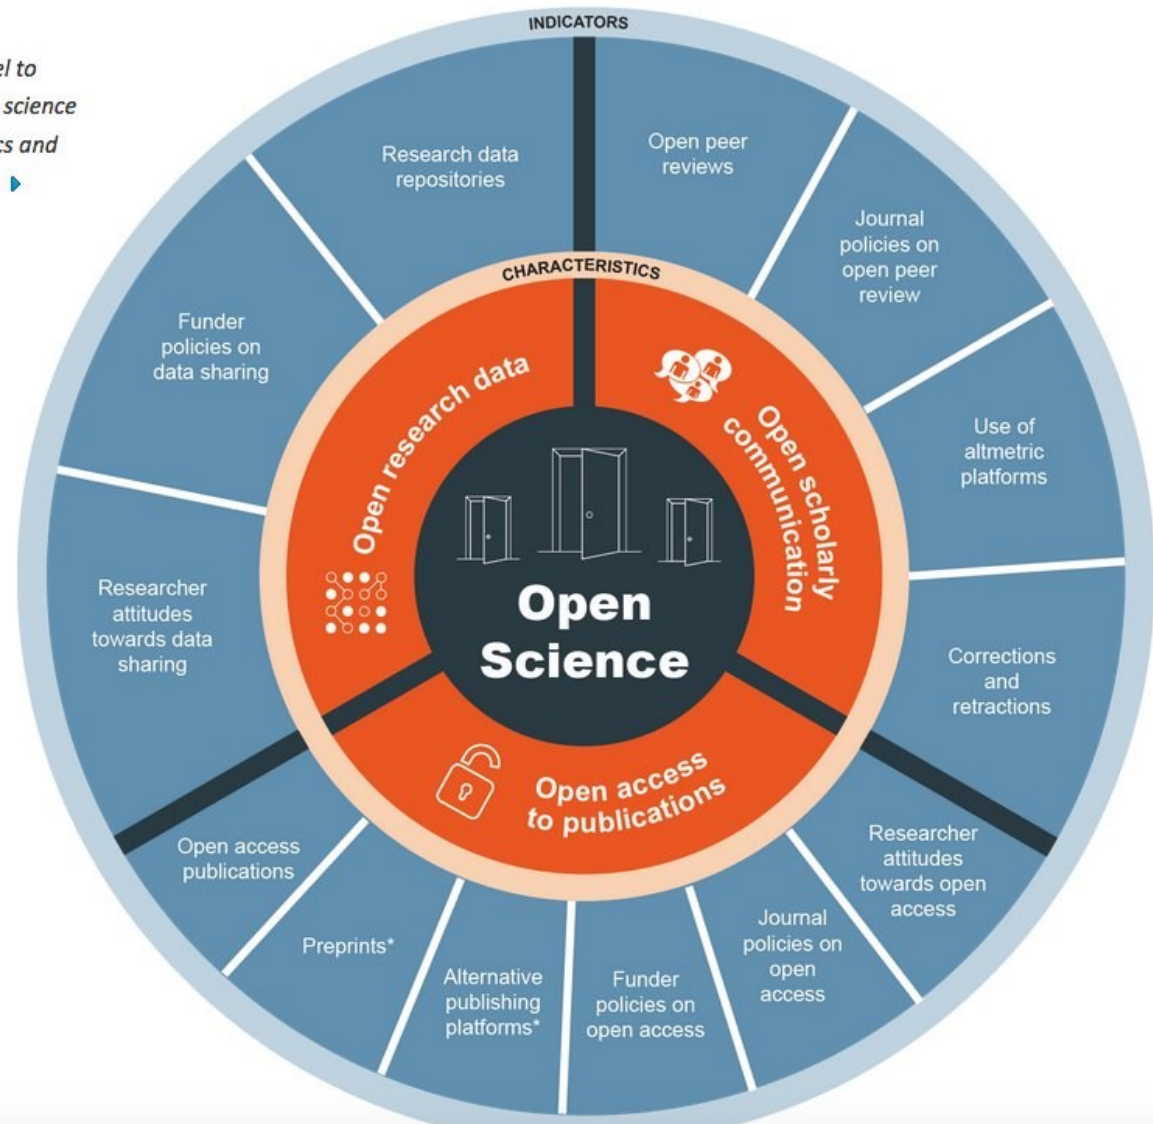 el to
science
cs and
INDICATORS
Research data
repositories
Open peer
reviews
Journal
policies on
open peer
review
Use of
altmetric
platforms
Corrections
and
retractions
Researcher
attitudes
towards open
access
Journal
policies on
open
access
Funder
policies on
open access
Alternative
publishing
platforms*
Preprints*
Open access
publications
Researcher
attitudes
towards data
sharing
Funder
policies on
data sharing
CHARACTERISTICS
Open research data
Open scholarly
communication
Open access
to publications
Open
Science